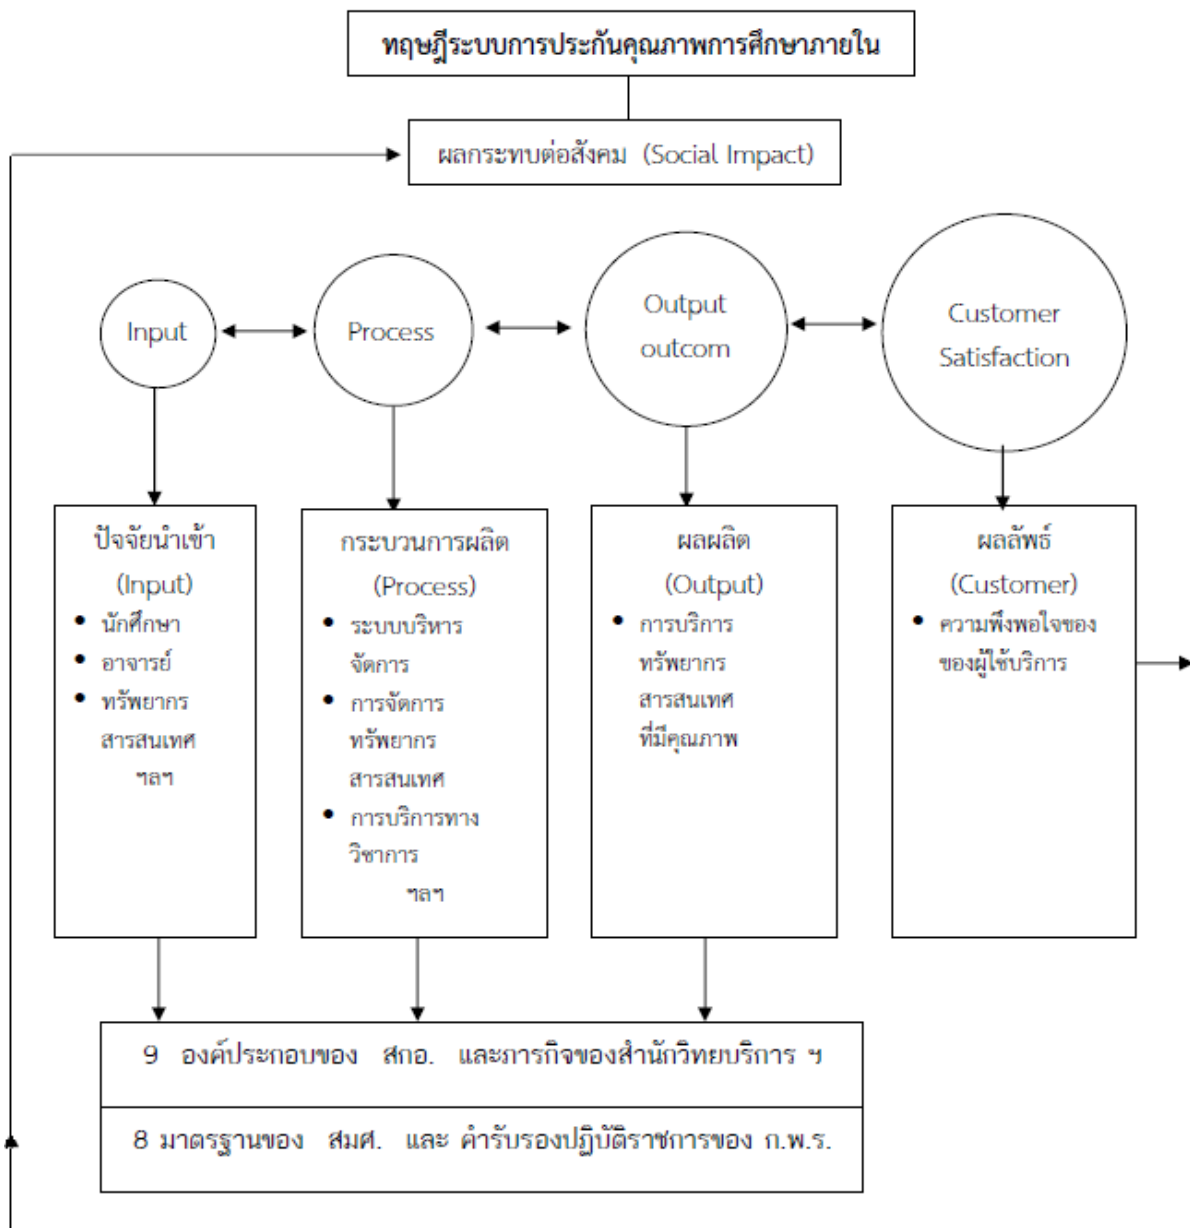 ทฤษฎีระบบการประกันคุณภาพการศึกษาภายใน
ผลกระทบต่อสังคม (Social Impact)
Input
Process
Output
outcom
Customer
Satisfaction
ปัจจัยนำเข้า
(Input)
• นักศึกษา
• อาจารย์
• ทรัพยากร
สารสนเทศ
ฯลฯ
กระบวนการผลิต
(Process)
• ระบบบริหาร
จัดการ
• การจัดการ
ทรัพยากร
สารสนเทศ
• การบริการทาง
วิชาการ
ฯลฯ
ผลผลิต
(Output)
• การบริการ
ทรัพยากร
สารสนเทศ
ที่มีคุณภาพ
ผลลัพธ์
(Customer)
• ความพึงพอใจของ
ของผู้ใช้บริการ
9 องค์ประกอบของ สกอ. และภารกิจของสำนักวิทยบริการ ฯ
8 มาตรฐานของ สมศ. และ คำรับรองปฏิบัติราชการของ ก.พ.ร.